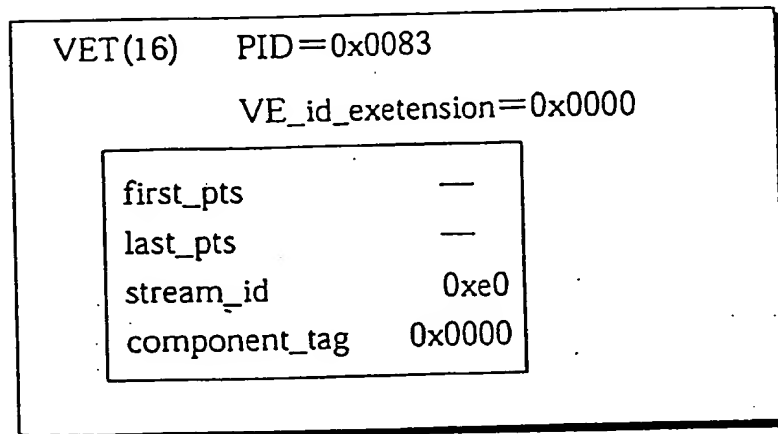 VET(16) PID=0x0083
VE_id_exetension=0x0000
first_pts —
last_pts —
stream_id 0xe0
component_tag 0x0000